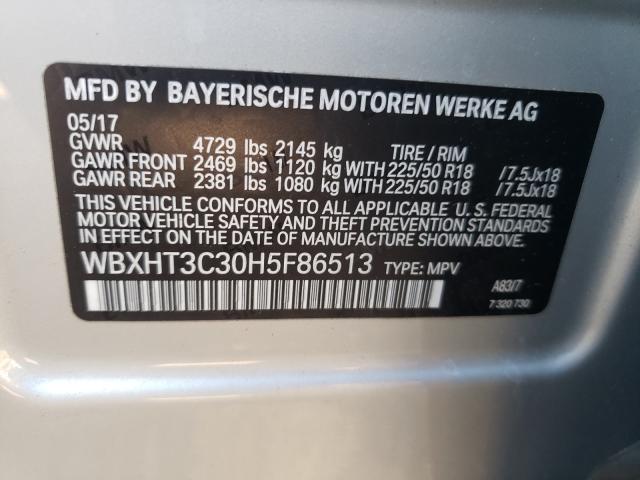 MFD BY BAYERISCHE MOTOREN WERKE AG
05/17
GVWR 4729 lbs 2145 kg TIRE / RIM
GAWR FRONT 2469 lbs 1120 kg WITH 225/50 R18 /7.5Jx18
GAWR REAR 2381 lbs 1080 kg WITH 225/50 R18 /7.5Jx18
THIS VEHICLE CONFORMS TO ALL APPLICABLE U. S. FEDERAL
MOTOR VEHICLE SAFETY AND THEFT PREVENTION STANDARDS
IN EFFECT ON THE DATE OF MANUFACTURE SHOWN ABOVE.
WBXHT3C30H5F86513 TYPE: MPV
A83/7
7 320 730